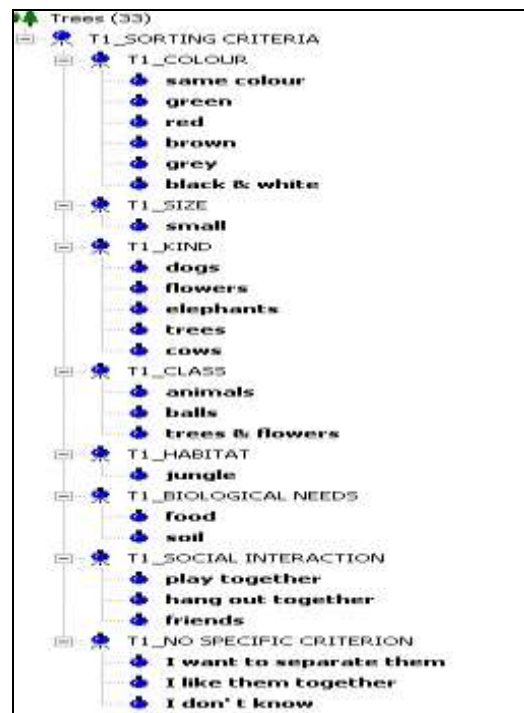 Trees (33)
T1_SORTING CRITERIA
T1_COLOUR
same colour
green
red
brown
grey
black & white
T1_SIZE
small
T1_KIND
dogs
flowers
elephants
trees
cows
T1_CLASS
animals
balls
trees & flowers
T1_HABITAT
jungle
T1_BIOLOGICAL NEEDS
food
soil
T1_SOCIAL INTERACTION
play together
hang out together
friends
T1_NO SPECIFIC CRITERION
I want to separate them
I like them together
I don' t know